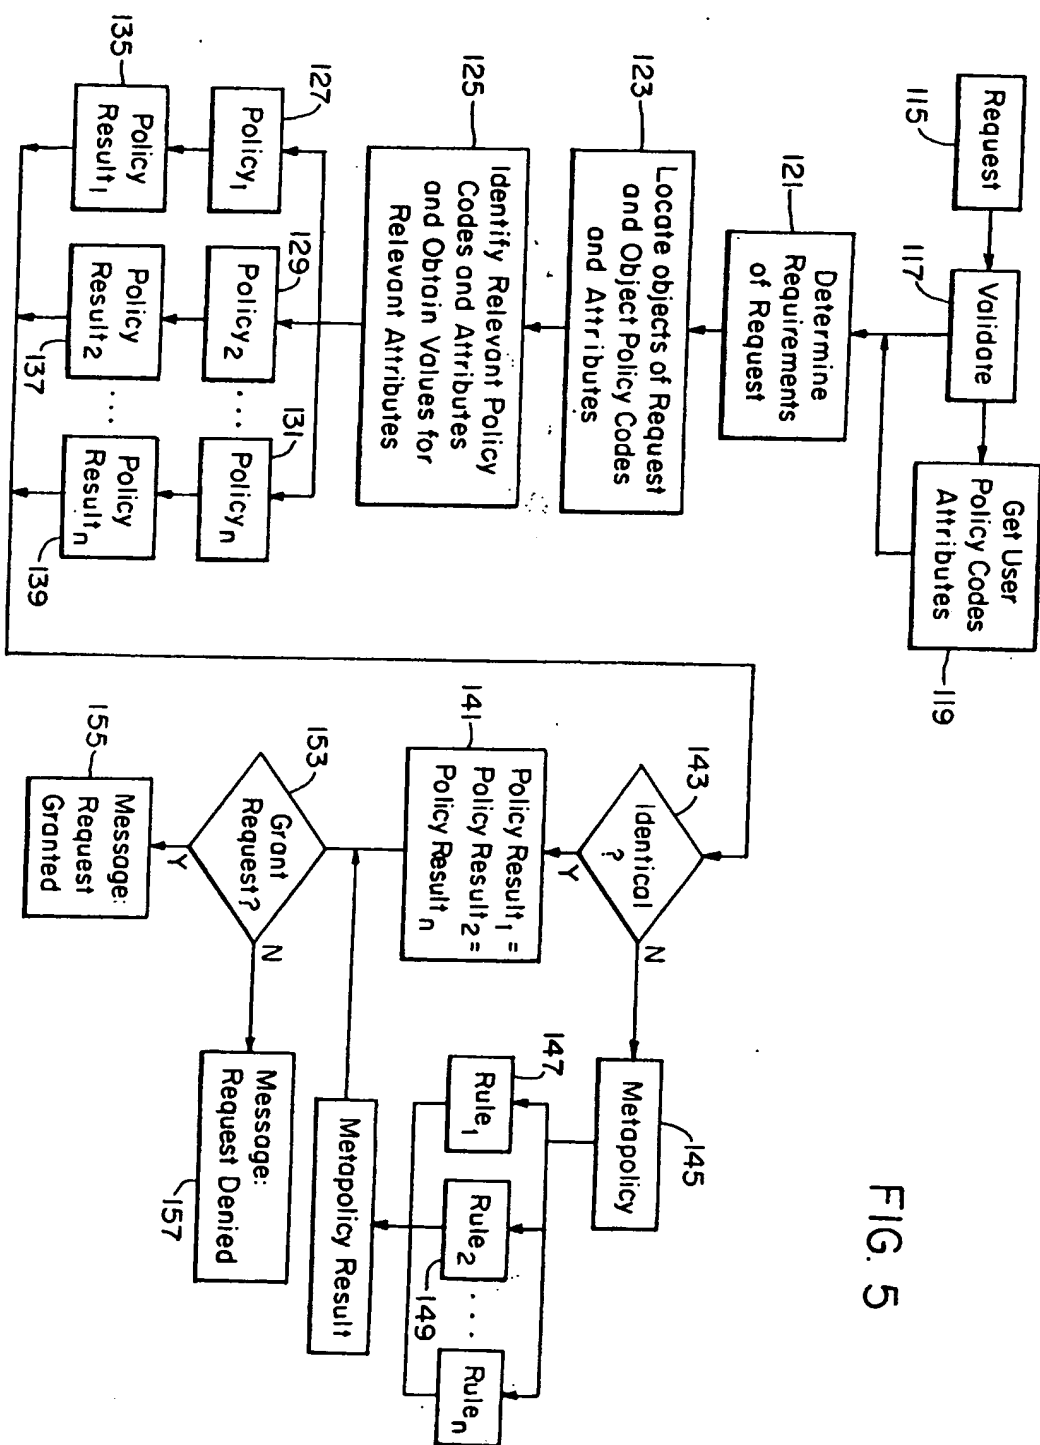 Request
115
Validate
117
Get User
Policy Codes
Attributes
119
Determine
Requirements
of Request
121
Locate objects of Request
and Object Policy Codes
and Attributes
123
Identify Relevant Policy
Codes and Attributes
and Obtain Values for
Relevant Attributes
125
Policy1
127
Policy2
129
...
Policyn
131
Policy
Result1
135
Policy
Result2
137
...
Policy
Resultn
139
Identical
?
143
Y
N
Policy Result1 =
Policy Result2 =
Policy Resultn
141
Metapolicy
145
Rule1
147
Rule2
149
...
Rulen
Metapolicy Result
Grant
Request?
153
Y
N
Message:
Request
Granted
155
Message:
Request Denied
157
FIG. 5